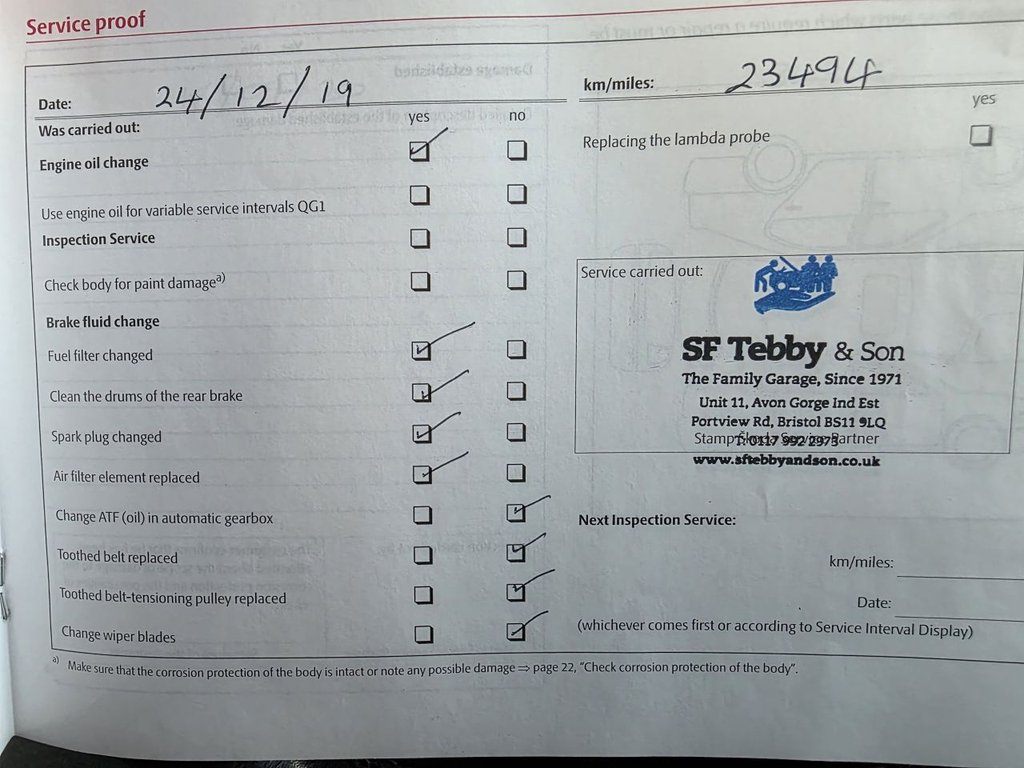 Service proof
Date: 24/12/19
km/miles: 23494
Was carried out: yes no
yes
Engine oil change
Replacing the lambda probe
Use engine oil for variable service intervals QG1
Inspection Service
Check body for paint damage a)
Brake fluid change
Fuel filter changed
Clean the drums of the rear brake
Spark plug changed
Air filter element replaced
Change ATF (oil) in automatic gearbox
Toothed belt replaced
Toothed belt-tensioning pulley replaced
Change wiper blades
Service carried out:
SF Tebby & Son
The Family Garage, Since 1971
Unit 11, Avon Gorge Ind Est
Portview Rd, Bristol BS11 9LQ
Stamp Partner
T: 0117 982 2973
www.sftebbyandson.co.uk
Next Inspection Service:
km/miles:
Date:
(whichever comes first or according to Service Interval Display)
a) Make sure that the corrosion protection of the body is intact or note any possible damage ⇒ page 22, "Check corrosion protection of the body".